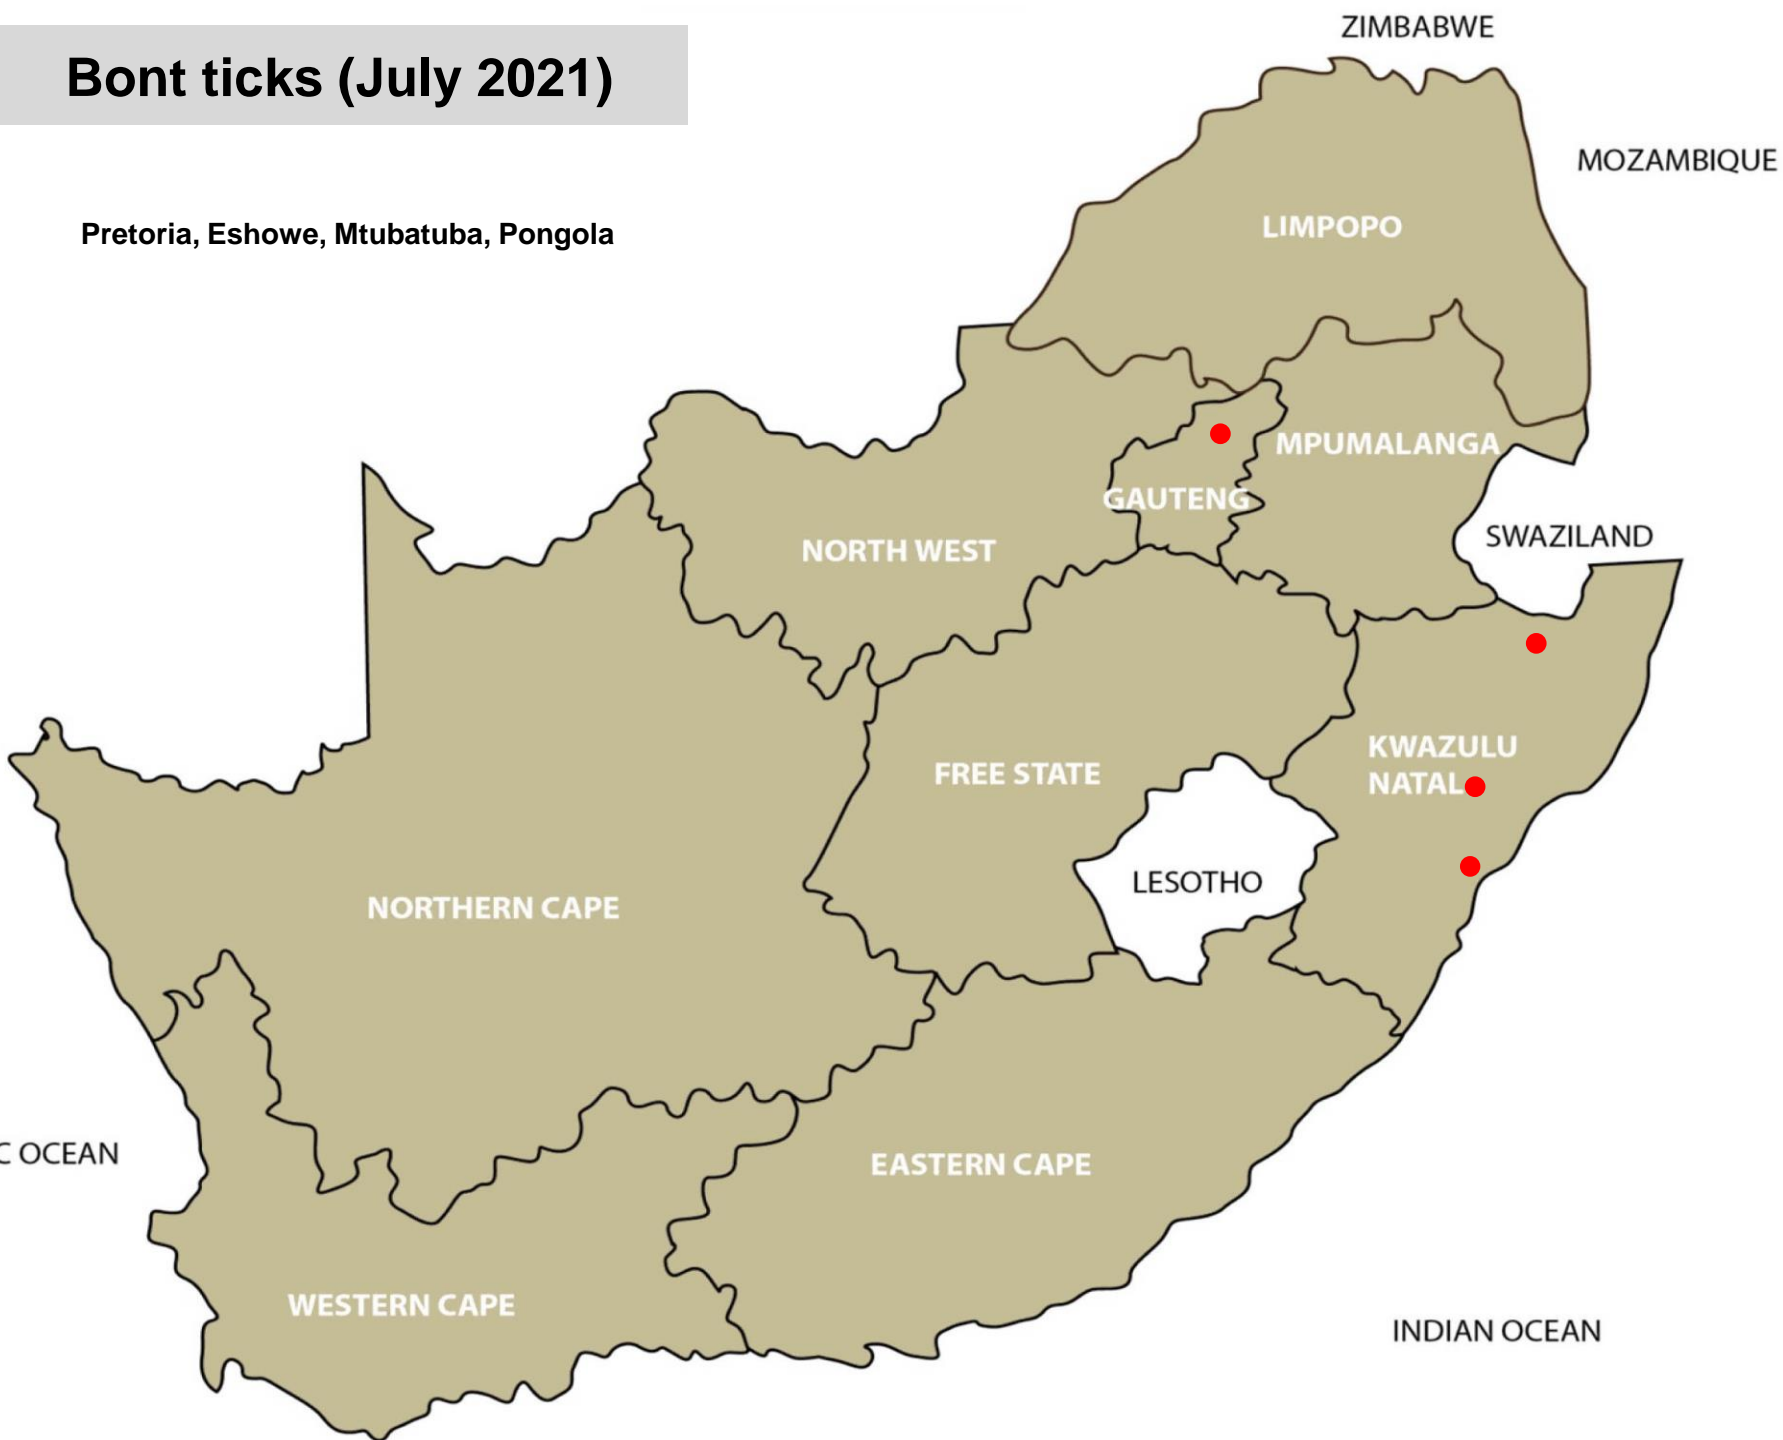 ZIMBABWE
Bont ticks (July 2021)
MOZAMBIQUE
Pretoria, Eshowe, Mtubatuba, Pongola
LIMPOPO
MPUMALANGA
GAUTENG
SWAZILAND
NORTH WEST
KWAZULU
NATAL
FREE STATE
LESOTHO
NORTHERN CAPE
C OCEAN
EASTERN CAPE
WESTERN CAPE
INDIAN OCEAN